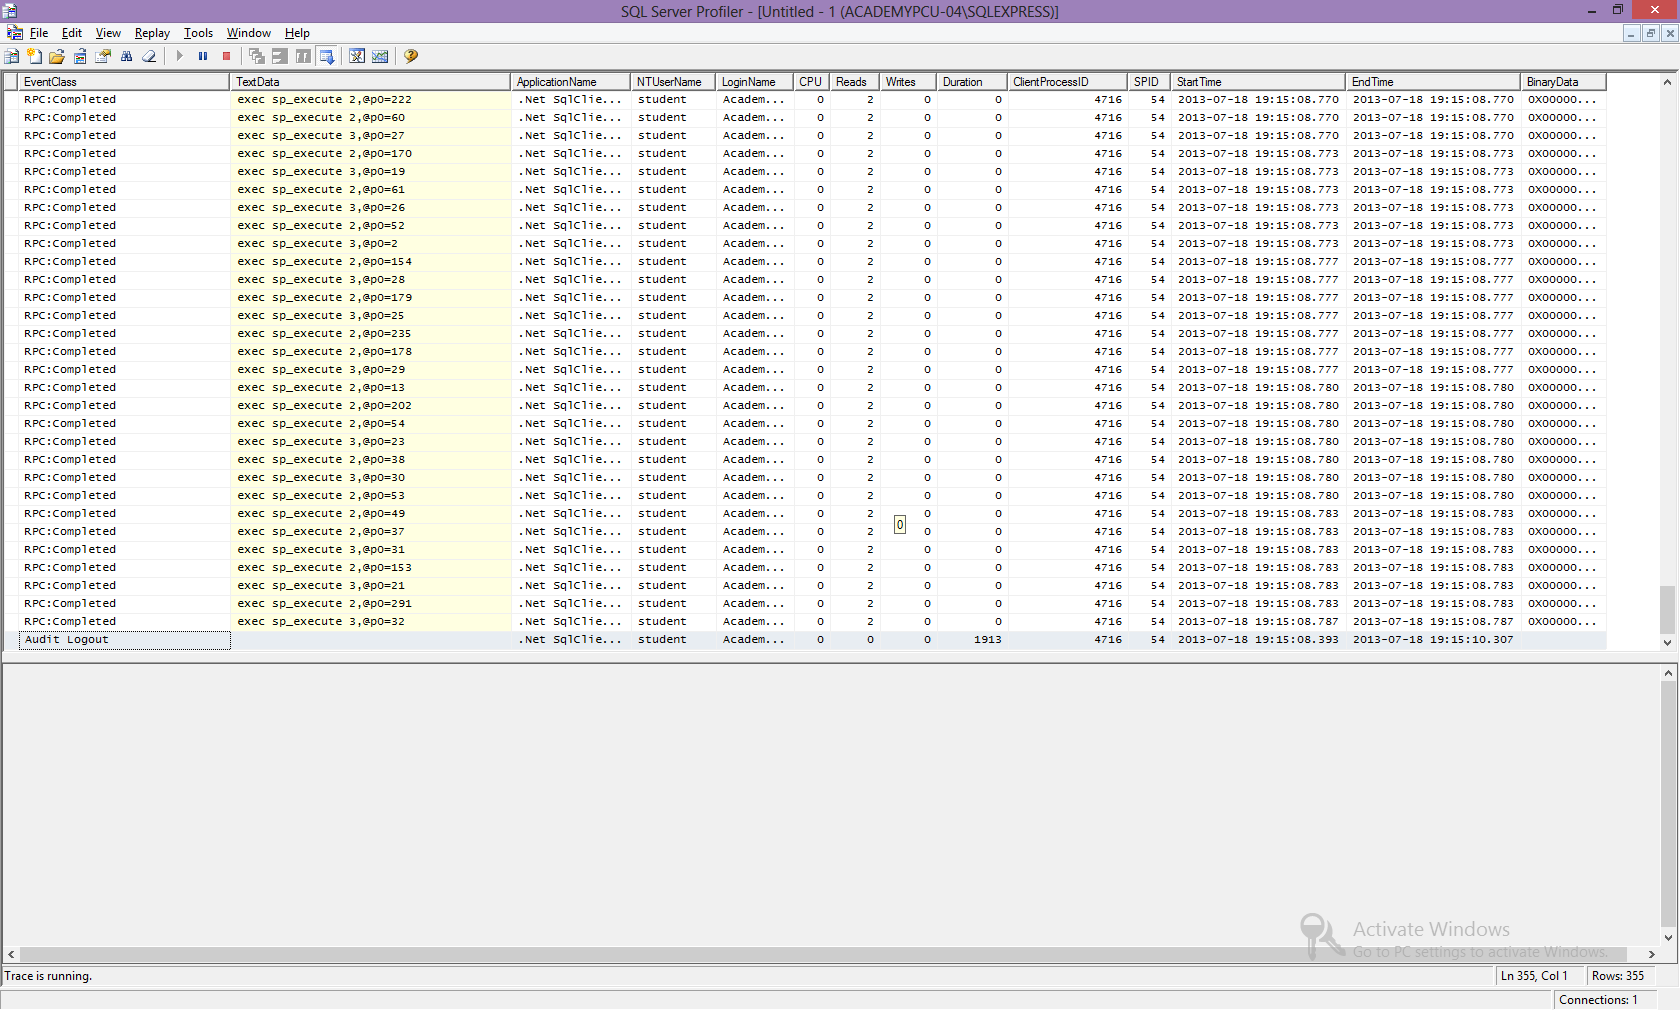 SQL Server Profiler - [Untitled - 1 (ACADEMYPCU-04\SQLEXPRESS)]
File Edit View Replay Tools Window Help
EventClass TextData ApplicationName NTUserName LoginName CPU Reads Writes Duration ClientProcessID SPID StartTime EndTime BinaryData
RPC:Completed exec sp_execute 2,@p0=222 .Net SqlClie... student Academ... 0 2 0 0 4716 54 2013-07-18 19:15:08.770 2013-07-18 19:15:08.770 0X00000...
RPC:Completed exec sp_execute 2,@p0=60 .Net SqlClie... student Academ... 0 2 0 0 4716 54 2013-07-18 19:15:08.770 2013-07-18 19:15:08.770 0X00000...
RPC:Completed exec sp_execute 3,@p0=27 .Net SqlClie... student Academ... 0 2 0 0 4716 54 2013-07-18 19:15:08.770 2013-07-18 19:15:08.770 0X00000...
RPC:Completed exec sp_execute 2,@p0=170 .Net SqlClie... student Academ... 0 2 0 0 4716 54 2013-07-18 19:15:08.773 2013-07-18 19:15:08.773 0X00000...
RPC:Completed exec sp_execute 3,@p0=19 .Net SqlClie... student Academ... 0 2 0 0 4716 54 2013-07-18 19:15:08.773 2013-07-18 19:15:08.773 0X00000...
RPC:Completed exec sp_execute 2,@p0=61 .Net SqlClie... student Academ... 0 2 0 0 4716 54 2013-07-18 19:15:08.773 2013-07-18 19:15:08.773 0X00000...
RPC:Completed exec sp_execute 3,@p0=26 .Net SqlClie... student Academ... 0 2 0 0 4716 54 2013-07-18 19:15:08.773 2013-07-18 19:15:08.773 0X00000...
RPC:Completed exec sp_execute 2,@p0=52 .Net SqlClie... student Academ... 0 2 0 0 4716 54 2013-07-18 19:15:08.773 2013-07-18 19:15:08.773 0X00000...
RPC:Completed exec sp_execute 3,@p0=2 .Net SqlClie... student Academ... 0 2 0 0 4716 54 2013-07-18 19:15:08.773 2013-07-18 19:15:08.773 0X00000...
RPC:Completed exec sp_execute 2,@p0=154 .Net SqlClie... student Academ... 0 2 0 0 4716 54 2013-07-18 19:15:08.777 2013-07-18 19:15:08.777 0X00000...
RPC:Completed exec sp_execute 3,@p0=28 .Net SqlClie... student Academ... 0 2 0 0 4716 54 2013-07-18 19:15:08.777 2013-07-18 19:15:08.777 0X00000...
RPC:Completed exec sp_execute 2,@p0=179 .Net SqlClie... student Academ... 0 2 0 0 4716 54 2013-07-18 19:15:08.777 2013-07-18 19:15:08.777 0X00000...
RPC:Completed exec sp_execute 3,@p0=25 .Net SqlClie... student Academ... 0 2 0 0 4716 54 2013-07-18 19:15:08.777 2013-07-18 19:15:08.777 0X00000...
RPC:Completed exec sp_execute 2,@p0=235 .Net SqlClie... student Academ... 0 2 0 0 4716 54 2013-07-18 19:15:08.777 2013-07-18 19:15:08.777 0X00000...
RPC:Completed exec sp_execute 2,@p0=178 .Net SqlClie... student Academ... 0 2 0 0 4716 54 2013-07-18 19:15:08.777 2013-07-18 19:15:08.777 0X00000...
RPC:Completed exec sp_execute 3,@p0=29 .Net SqlClie... student Academ... 0 2 0 0 4716 54 2013-07-18 19:15:08.777 2013-07-18 19:15:08.777 0X00000...
RPC:Completed exec sp_execute 2,@p0=13 .Net SqlClie... student Academ... 0 2 0 0 4716 54 2013-07-18 19:15:08.780 2013-07-18 19:15:08.780 0X00000...
RPC:Completed exec sp_execute 2,@p0=202 .Net SqlClie... student Academ... 0 2 0 0 4716 54 2013-07-18 19:15:08.780 2013-07-18 19:15:08.780 0X00000...
RPC:Completed exec sp_execute 2,@p0=54 .Net SqlClie... student Academ... 0 2 0 0 4716 54 2013-07-18 19:15:08.780 2013-07-18 19:15:08.780 0X00000...
RPC:Completed exec sp_execute 3,@p0=23 .Net SqlClie... student Academ... 0 2 0 0 4716 54 2013-07-18 19:15:08.780 2013-07-18 19:15:08.780 0X00000...
RPC:Completed exec sp_execute 2,@p0=38 .Net SqlClie... student Academ... 0 2 0 0 4716 54 2013-07-18 19:15:08.780 2013-07-18 19:15:08.780 0X00000...
RPC:Completed exec sp_execute 3,@p0=30 .Net SqlClie... student Academ... 0 2 0 0 4716 54 2013-07-18 19:15:08.780 2013-07-18 19:15:08.780 0X00000...
RPC:Completed exec sp_execute 2,@p0=53 .Net SqlClie... student Academ... 0 2 0 0 4716 54 2013-07-18 19:15:08.780 2013-07-18 19:15:08.780 0X00000...
RPC:Completed exec sp_execute 2,@p0=49 .Net SqlClie... student Academ... 0 2 0 0 4716 54 2013-07-18 19:15:08.783 2013-07-18 19:15:08.783 0X00000...
0
RPC:Completed exec sp_execute 2,@p0=37 .Net SqlClie... student Academ... 0 2 0 0 4716 54 2013-07-18 19:15:08.783 2013-07-18 19:15:08.783 0X00000...
RPC:Completed exec sp_execute 3,@p0=31 .Net SqlClie... student Academ... 0 2 0 0 4716 54 2013-07-18 19:15:08.783 2013-07-18 19:15:08.783 0X00000...
RPC:Completed exec sp_execute 2,@p0=153 .Net SqlClie... student Academ... 0 2 0 0 4716 54 2013-07-18 19:15:08.783 2013-07-18 19:15:08.783 0X00000...
RPC:Completed exec sp_execute 3,@p0=21 .Net SqlClie... student Academ... 0 2 0 0 4716 54 2013-07-18 19:15:08.783 2013-07-18 19:15:08.783 0X00000...
RPC:Completed exec sp_execute 2,@p0=291 .Net SqlClie... student Academ... 0 2 0 0 4716 54 2013-07-18 19:15:08.783 2013-07-18 19:15:08.783 0X00000...
RPC:Completed exec sp_execute 3,@p0=32 .Net SqlClie... student Academ... 0 2 0 0 4716 54 2013-07-18 19:15:08.787 2013-07-18 19:15:08.787 0X00000...
Audit Logout .Net SqlClie... student Academ... 0 0 0 1913 4716 54 2013-07-18 19:15:08.393 2013-07-18 19:15:10.307
Activate Windows
Go to PC settings to activate Windows.
Trace is running. Ln 355, Col 1 Rows: 355
Connections: 1